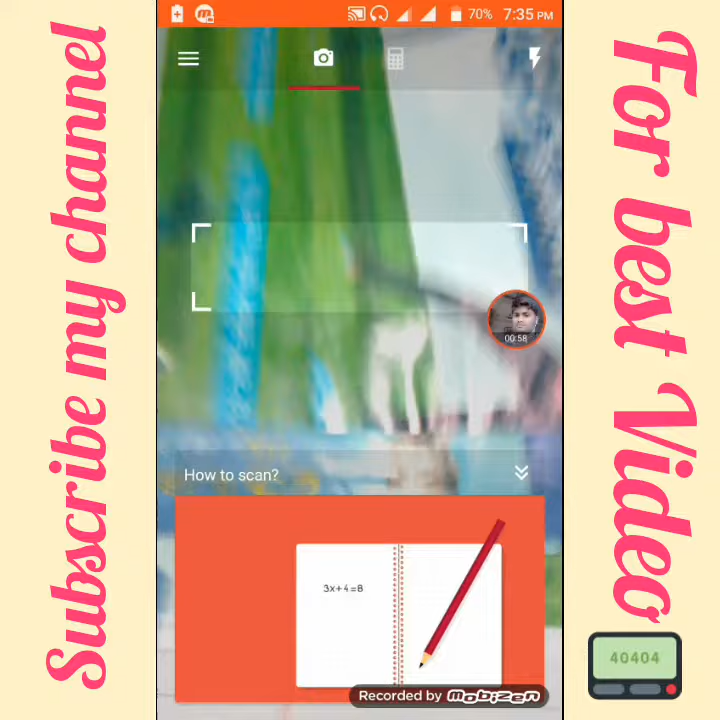 Subscribe my channel
70% 7:35 PM
00:58
How to scan?
3x+4=8
Recorded by mobizen
For best Video
40404